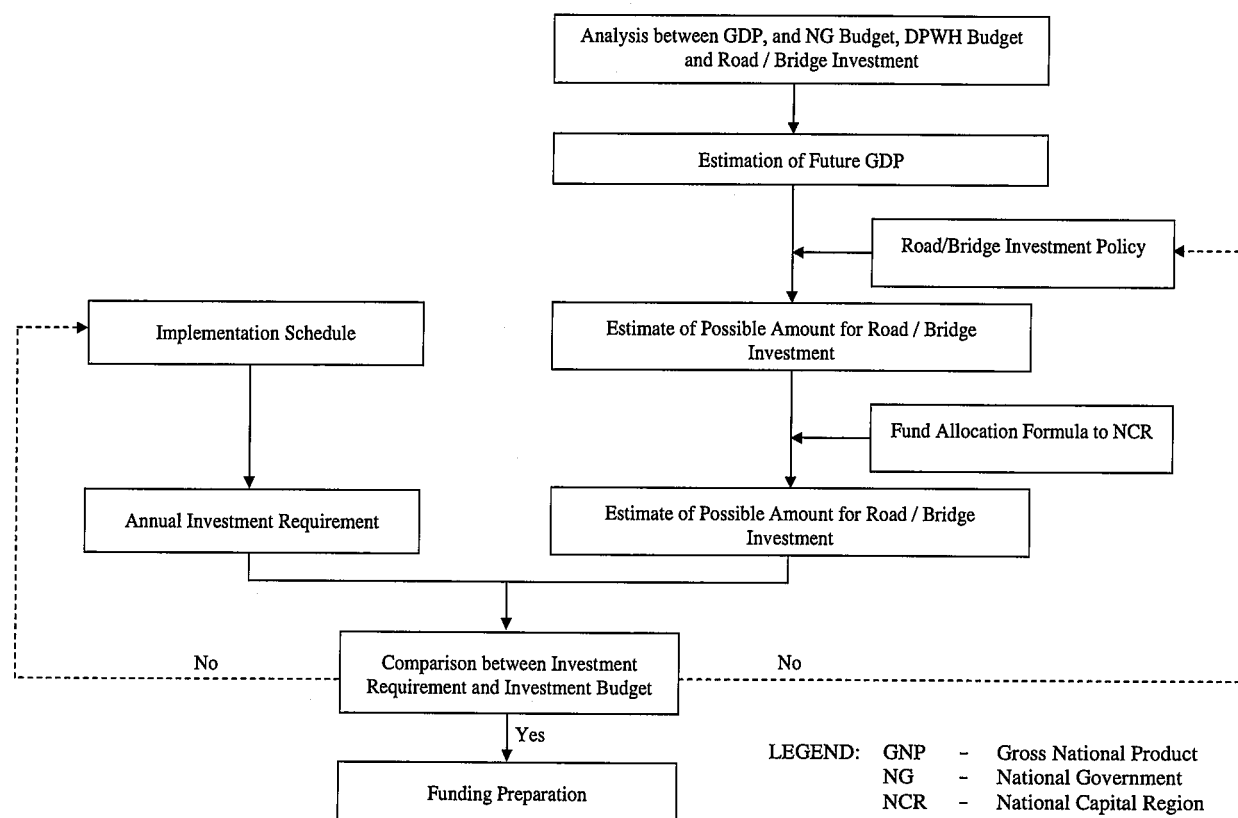 Analysis between GDP, and NG Budget, DPWH Budget
and Road / Bridge Investment
Estimation of Future GDP
Road/Bridge Investment Policy
Implementation Schedule
Estimate of Possible Amount for Road / Bridge
Investment
Fund Allocation Formula to NCR
Annual Investment Requirement
Estimate of Possible Amount for Road / Bridge
Investment
No
Comparison between Investment
Requirement and Investment Budget
No
Yes
Funding Preparation
LEGEND: GNP - Gross National Product
NG - National Government
NCR - National Capital Region